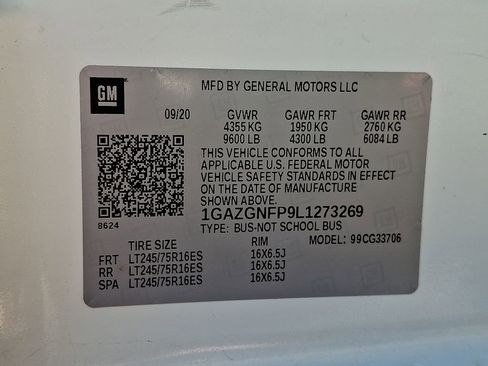 GM
MFD BY GENERAL MOTORS LLC
09/20 GVWR GAWR FRT GAWR RR
4355 KG 1950 KG 2760 KG
9600 LB 4300 LB 6084 LB
THIS VEHICLE CONFORMS TO ALL
APPLICABLE U.S. FEDERAL MOTOR
VEHICLE SAFETY STANDARDS IN EFFECT
ON THE DATE OF MANUFACTURE
SHOWN ABOVE.
8624 1GAZGNFP9L1273269
TYPE: BUS-NOT SCHOOL BUS
TIRE SIZE RIM MODEL: 99CG33706
FRT LT245/75R16ES 16X6.5J
RR LT245/75R16ES 16X6.5J
SPA LT245/75R16ES 16X6.5J